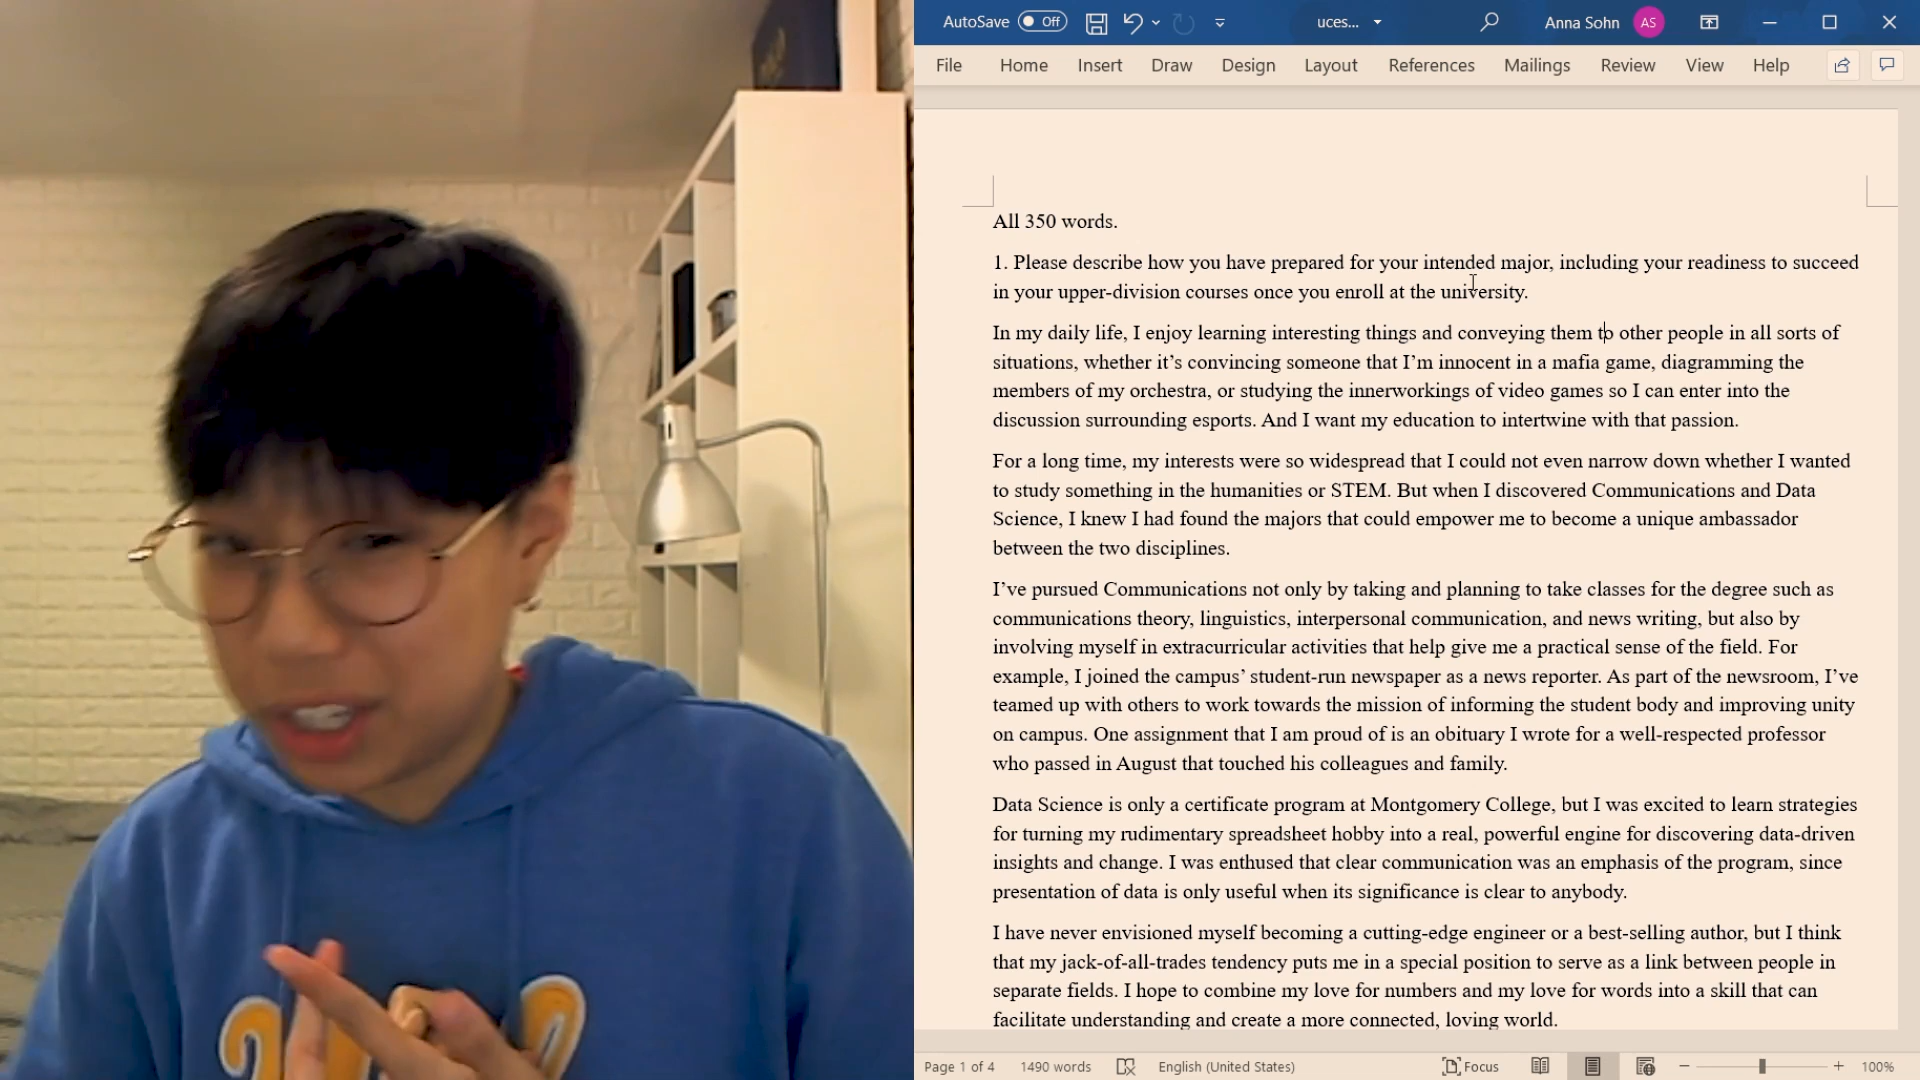 AutoSave Off uces... Anna Sohn AS
File Home Insert Draw Design Layout References Mailings Review View Help
All 350 words.
1. Please describe how you have prepared for your intended major, including your readiness to succeed
in your upper-division courses once you enroll at the university.
In my daily life, I enjoy learning interesting things and conveying them to other people in all sorts of
situations, whether it’s convincing someone that I’m innocent in a mafia game, diagramming the
members of my orchestra, or studying the innerworkings of video games so I can enter into the
discussion surrounding esports. And I want my education to intertwine with that passion.
For a long time, my interests were so widespread that I could not even narrow down whether I wanted
to study something in the humanities or STEM. But when I discovered Communications and Data
Science, I knew I had found the majors that could empower me to become a unique ambassador
between the two disciplines.
I’ve pursued Communications not only by taking and planning to take classes for the degree such as
communications theory, linguistics, interpersonal communication, and news writing, but also by
involving myself in extracurricular activities that help give me a practical sense of the field. For
example, I joined the campus’ student-run newspaper as a news reporter. As part of the newsroom, I’ve
teamed up with others to work towards the mission of informing the student body and improving unity
on campus. One assignment that I am proud of is an obituary I wrote for a well-respected professor
who passed in August that touched his colleagues and family.
Data Science is only a certificate program at Montgomery College, but I was excited to learn strategies
for turning my rudimentary spreadsheet hobby into a real, powerful engine for discovering data-driven
insights and change. I was enthused that clear communication was an emphasis of the program, since
presentation of data is only useful when its significance is clear to anybody.
I have never envisioned myself becoming a cutting-edge engineer or a best-selling author, but I think
that my jack-of-all-trades tendency puts me in a special position to serve as a link between people in
separate fields. I hope to combine my love for numbers and my love for words into a skill that can
facilitate understanding and create a more connected, loving world.
Page 1 of 4 1490 words English (United States) Focus 100%